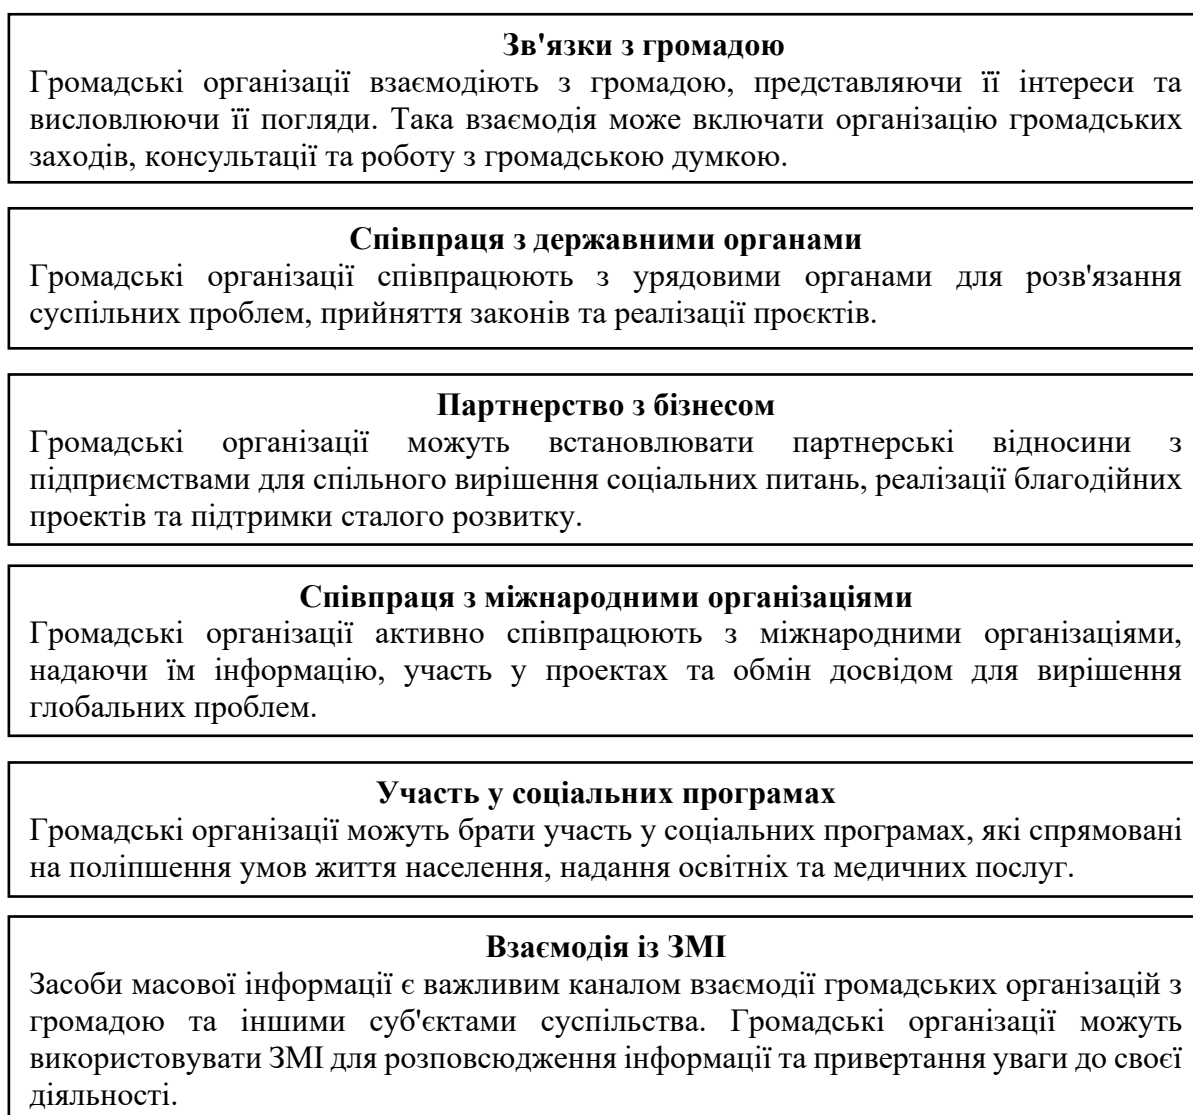 Зв'язки з громадою
Громадські організації взаємодіють з громадою, представляючи її інтереси та
висловлюючи її погляди. Така взаємодія може включати організацію громадських
заходів, консультації та роботу з громадською думкою.
Співпраця з державними органами
Громадські організації співпрацюють з урядовими органами для розв'язання
суспільних проблем, прийняття законів та реалізації проєктів.
Партнерство з бізнесом
Громадські організації можуть встановлювати партнерські відносини з
підприємствами для спільного вирішення соціальних питань, реалізації благодійних
проектів та підтримки сталого розвитку.
Співпраця з міжнародними організаціями
Громадські організації активно співпрацюють з міжнародними організаціями,
надаючи їм інформацію, участь у проектах та обмін досвідом для вирішення
глобальних проблем.
Участь у соціальних програмах
Громадські організації можуть брати участь у соціальних програмах, які спрямовані
на поліпшення умов життя населення, надання освітніх та медичних послуг.
Взаємодія із ЗМІ
Засоби масової інформації є важливим каналом взаємодії громадських організацій з
громадою та іншими суб'єктами суспільства. Громадські організації можуть
використовувати ЗМІ для розповсюдження інформації та привертання уваги до своєї
діяльності.